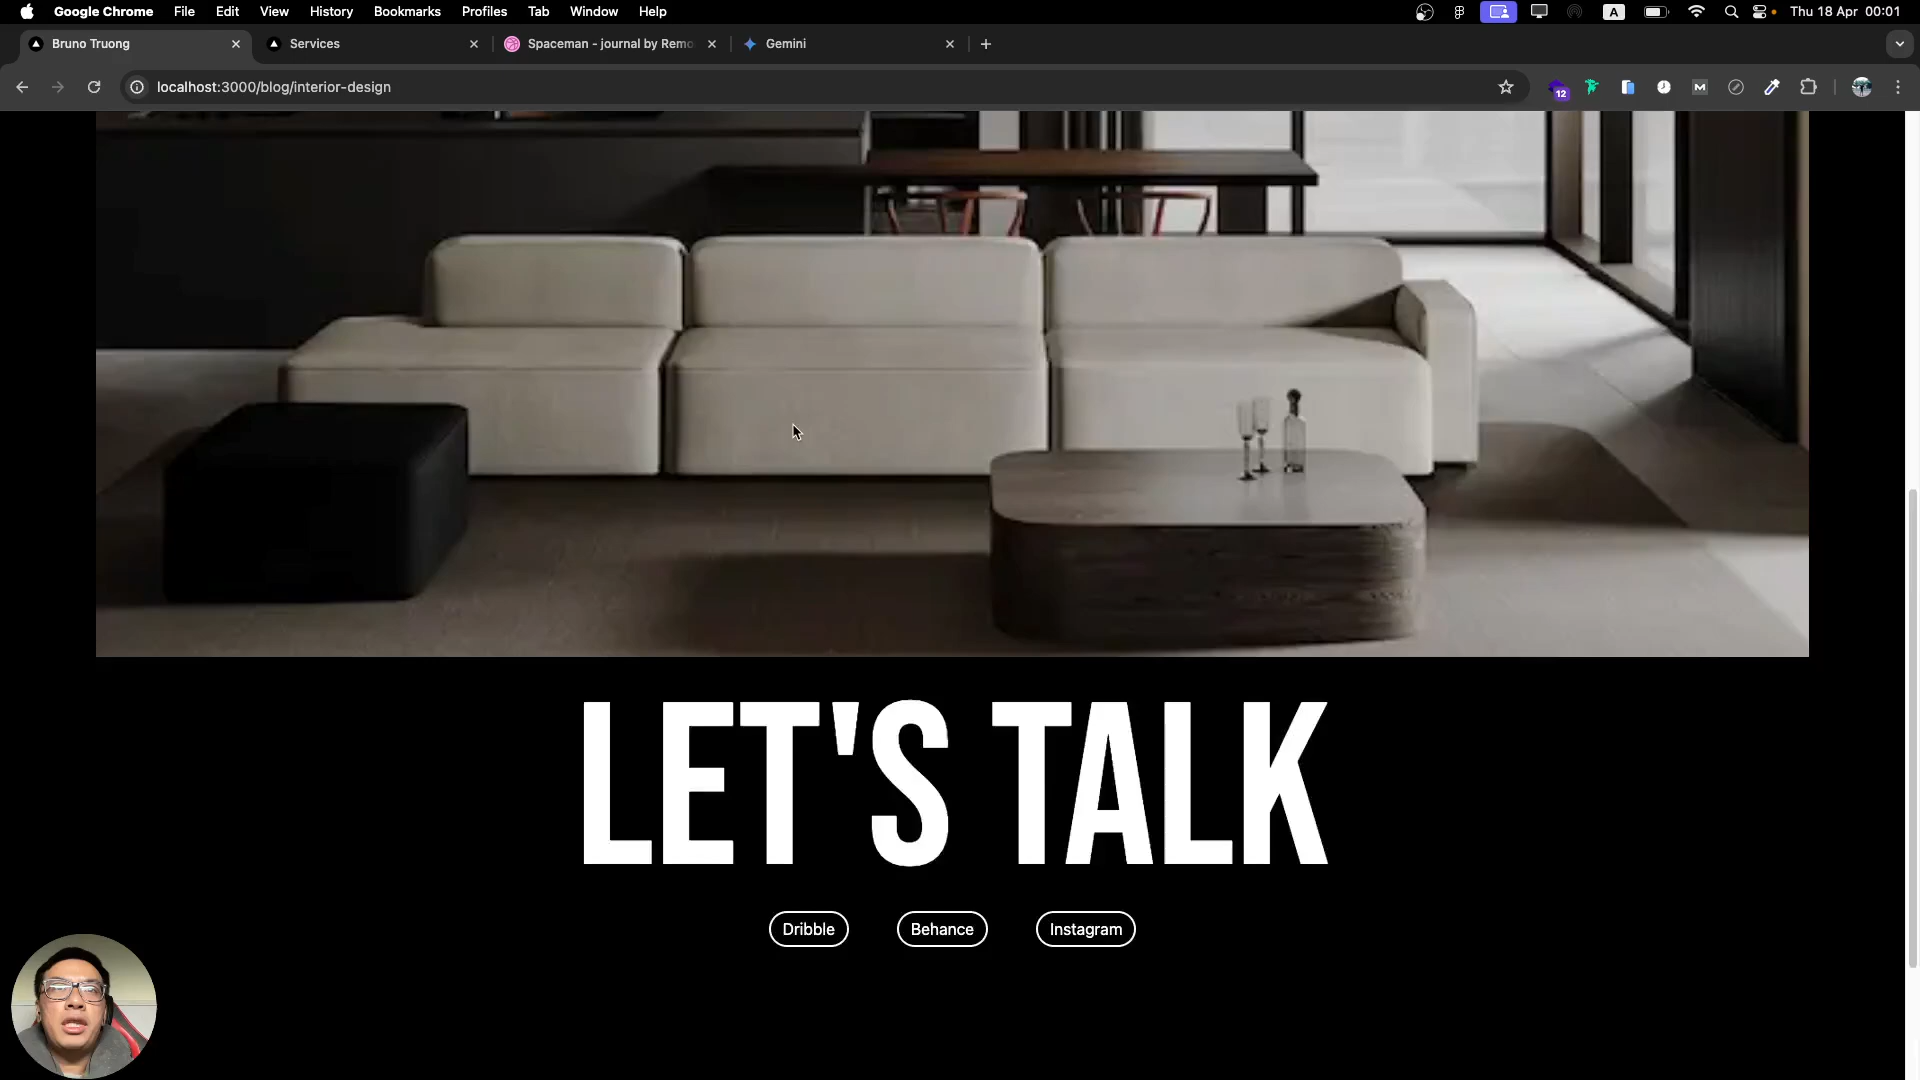 Google Chrome File Edit View History Bookmarks Profiles Tab Window Help A Thu 18 Apr 00:01
Bruno Truong Services Spaceman - journal by Remo Gemini
localhost:3000/blog/interior-design 12 M
LET'S TALK
Dribble Behance Instagram